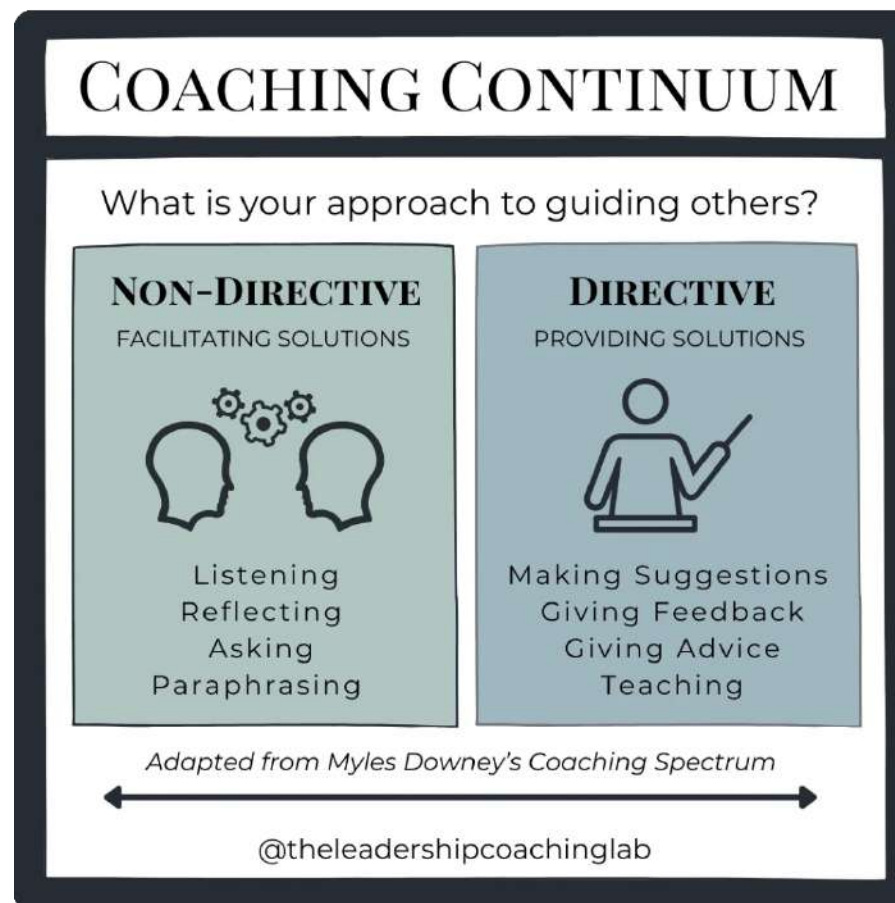 COACHING CONTINUUM
What is your approach to guiding others?
NON-DIRECTIVE
FACILITATING SOLUTIONS
Listening
Reflecting
Asking
Paraphrasing
DIRECTIVE
PROVIDING SOLUTIONS
Making Suggestions
Giving Feedback
Giving Advice
Teaching
Adapted from Myles Downey's Coaching Spectrum
@theleadershipcoachinglab